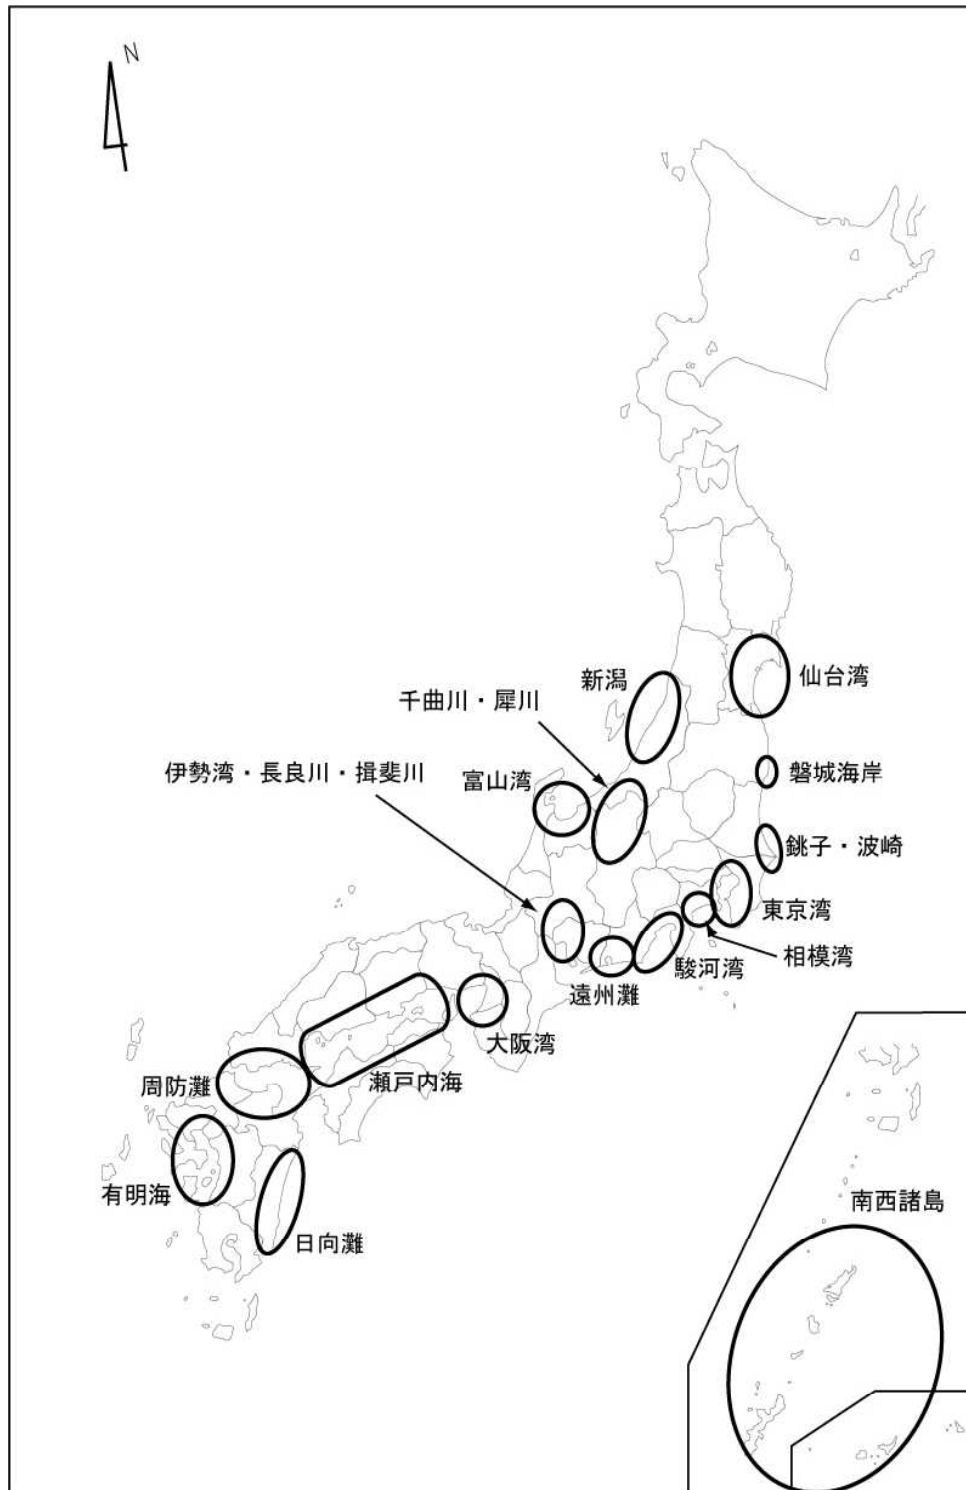 N
仙台湾
新潟
千曲川・犀川
伊勢湾・長良川・揖斐川
富山湾
磐城海岸
銚子・波崎
東京湾
相模湾
駿河湾
遠州灘
大阪湾
瀬戸内海
周防灘
有明海
日向灘
南西諸島